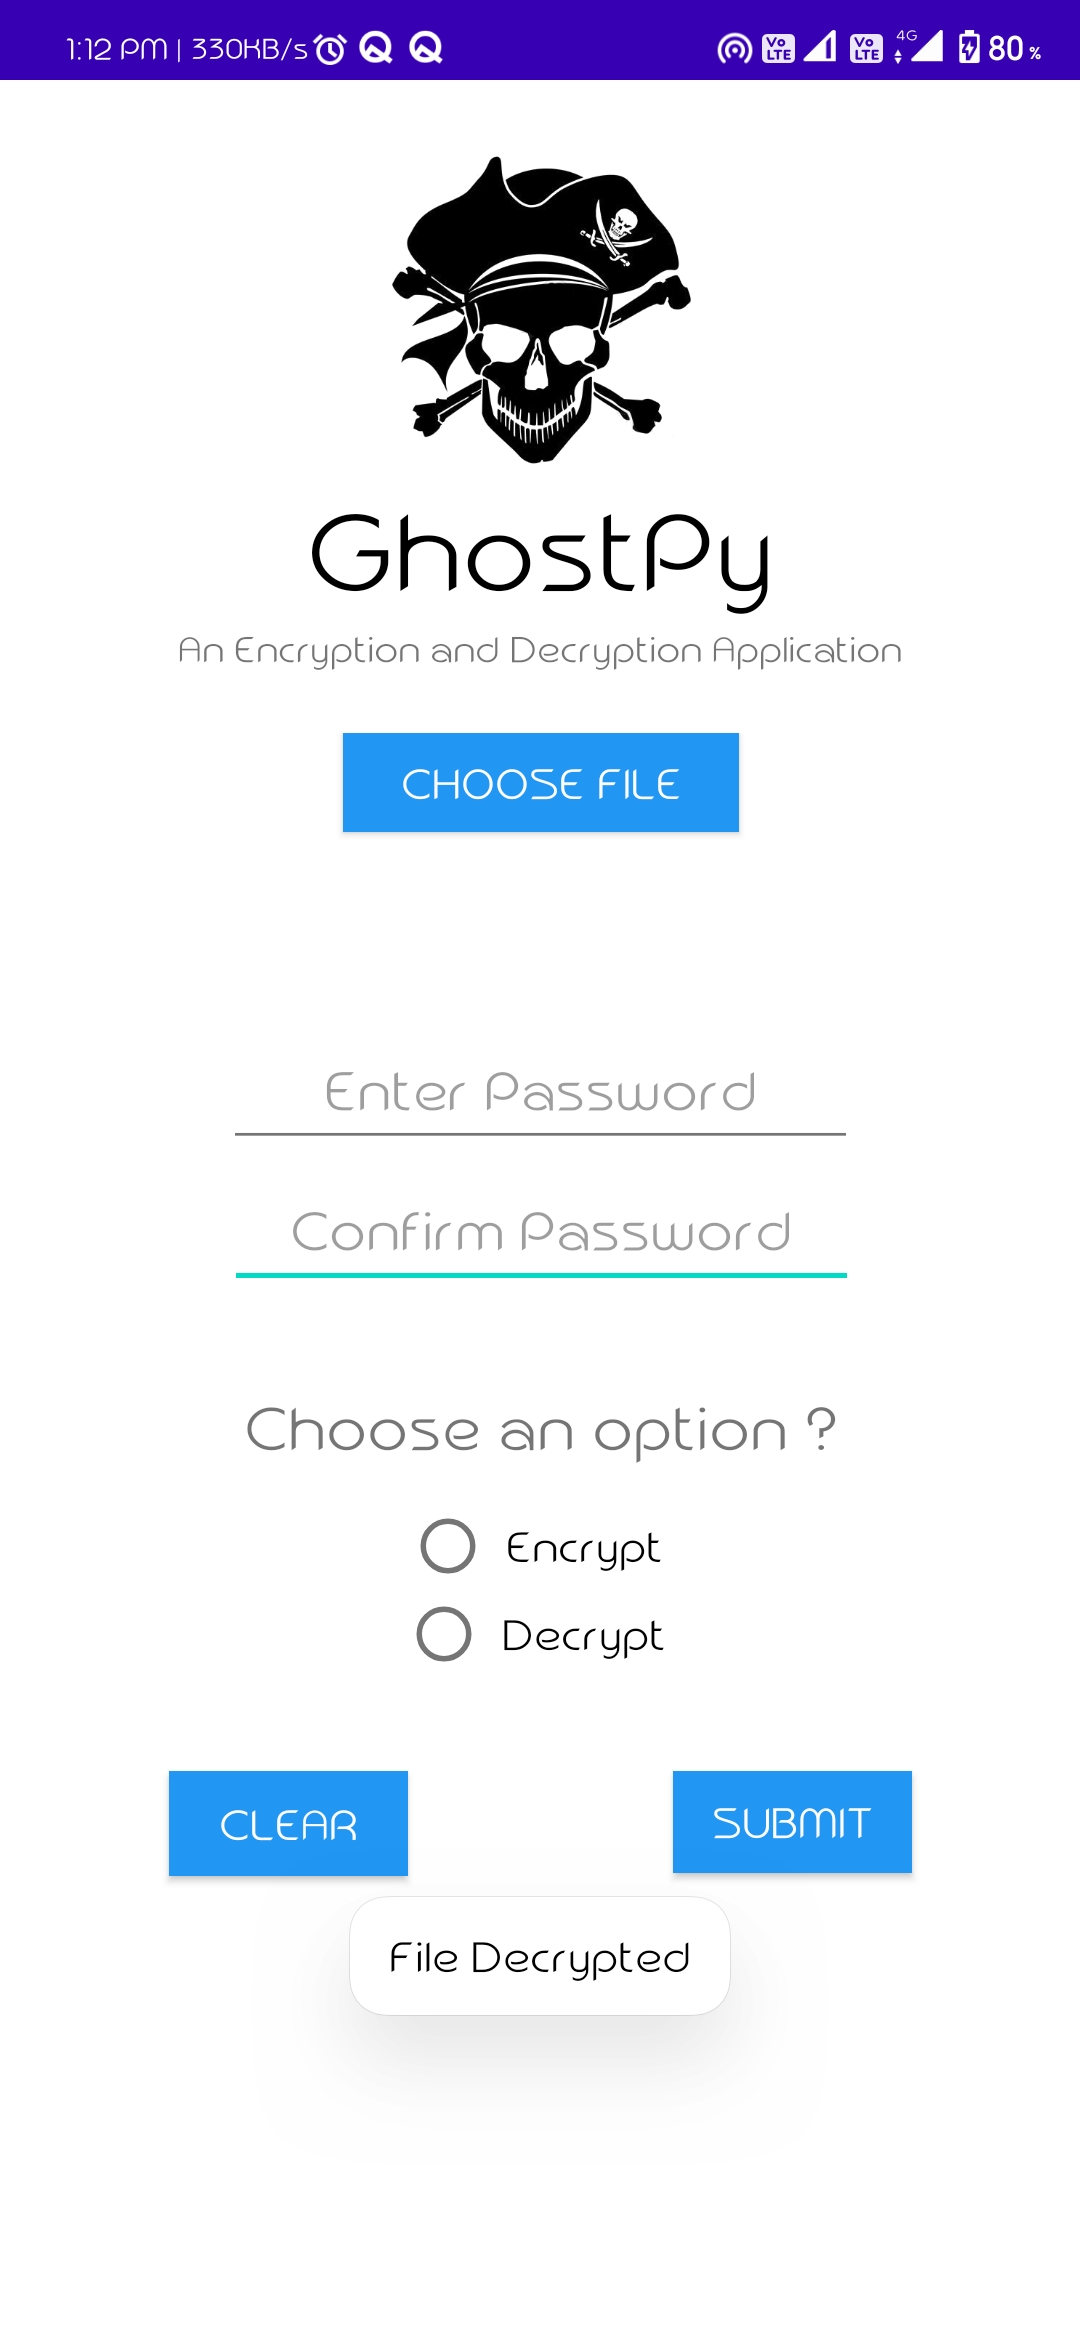 1:12 PM | 330KB/s
Vo LTE Vo LTE 4G 80 %
GhostPy
An Encryption and Decryption Application
CHOOSE FILE
Enter Password
Confirm Password
Choose an option ?
Encrypt
Decrypt
CLEAR SUBMIT
File Decrypted